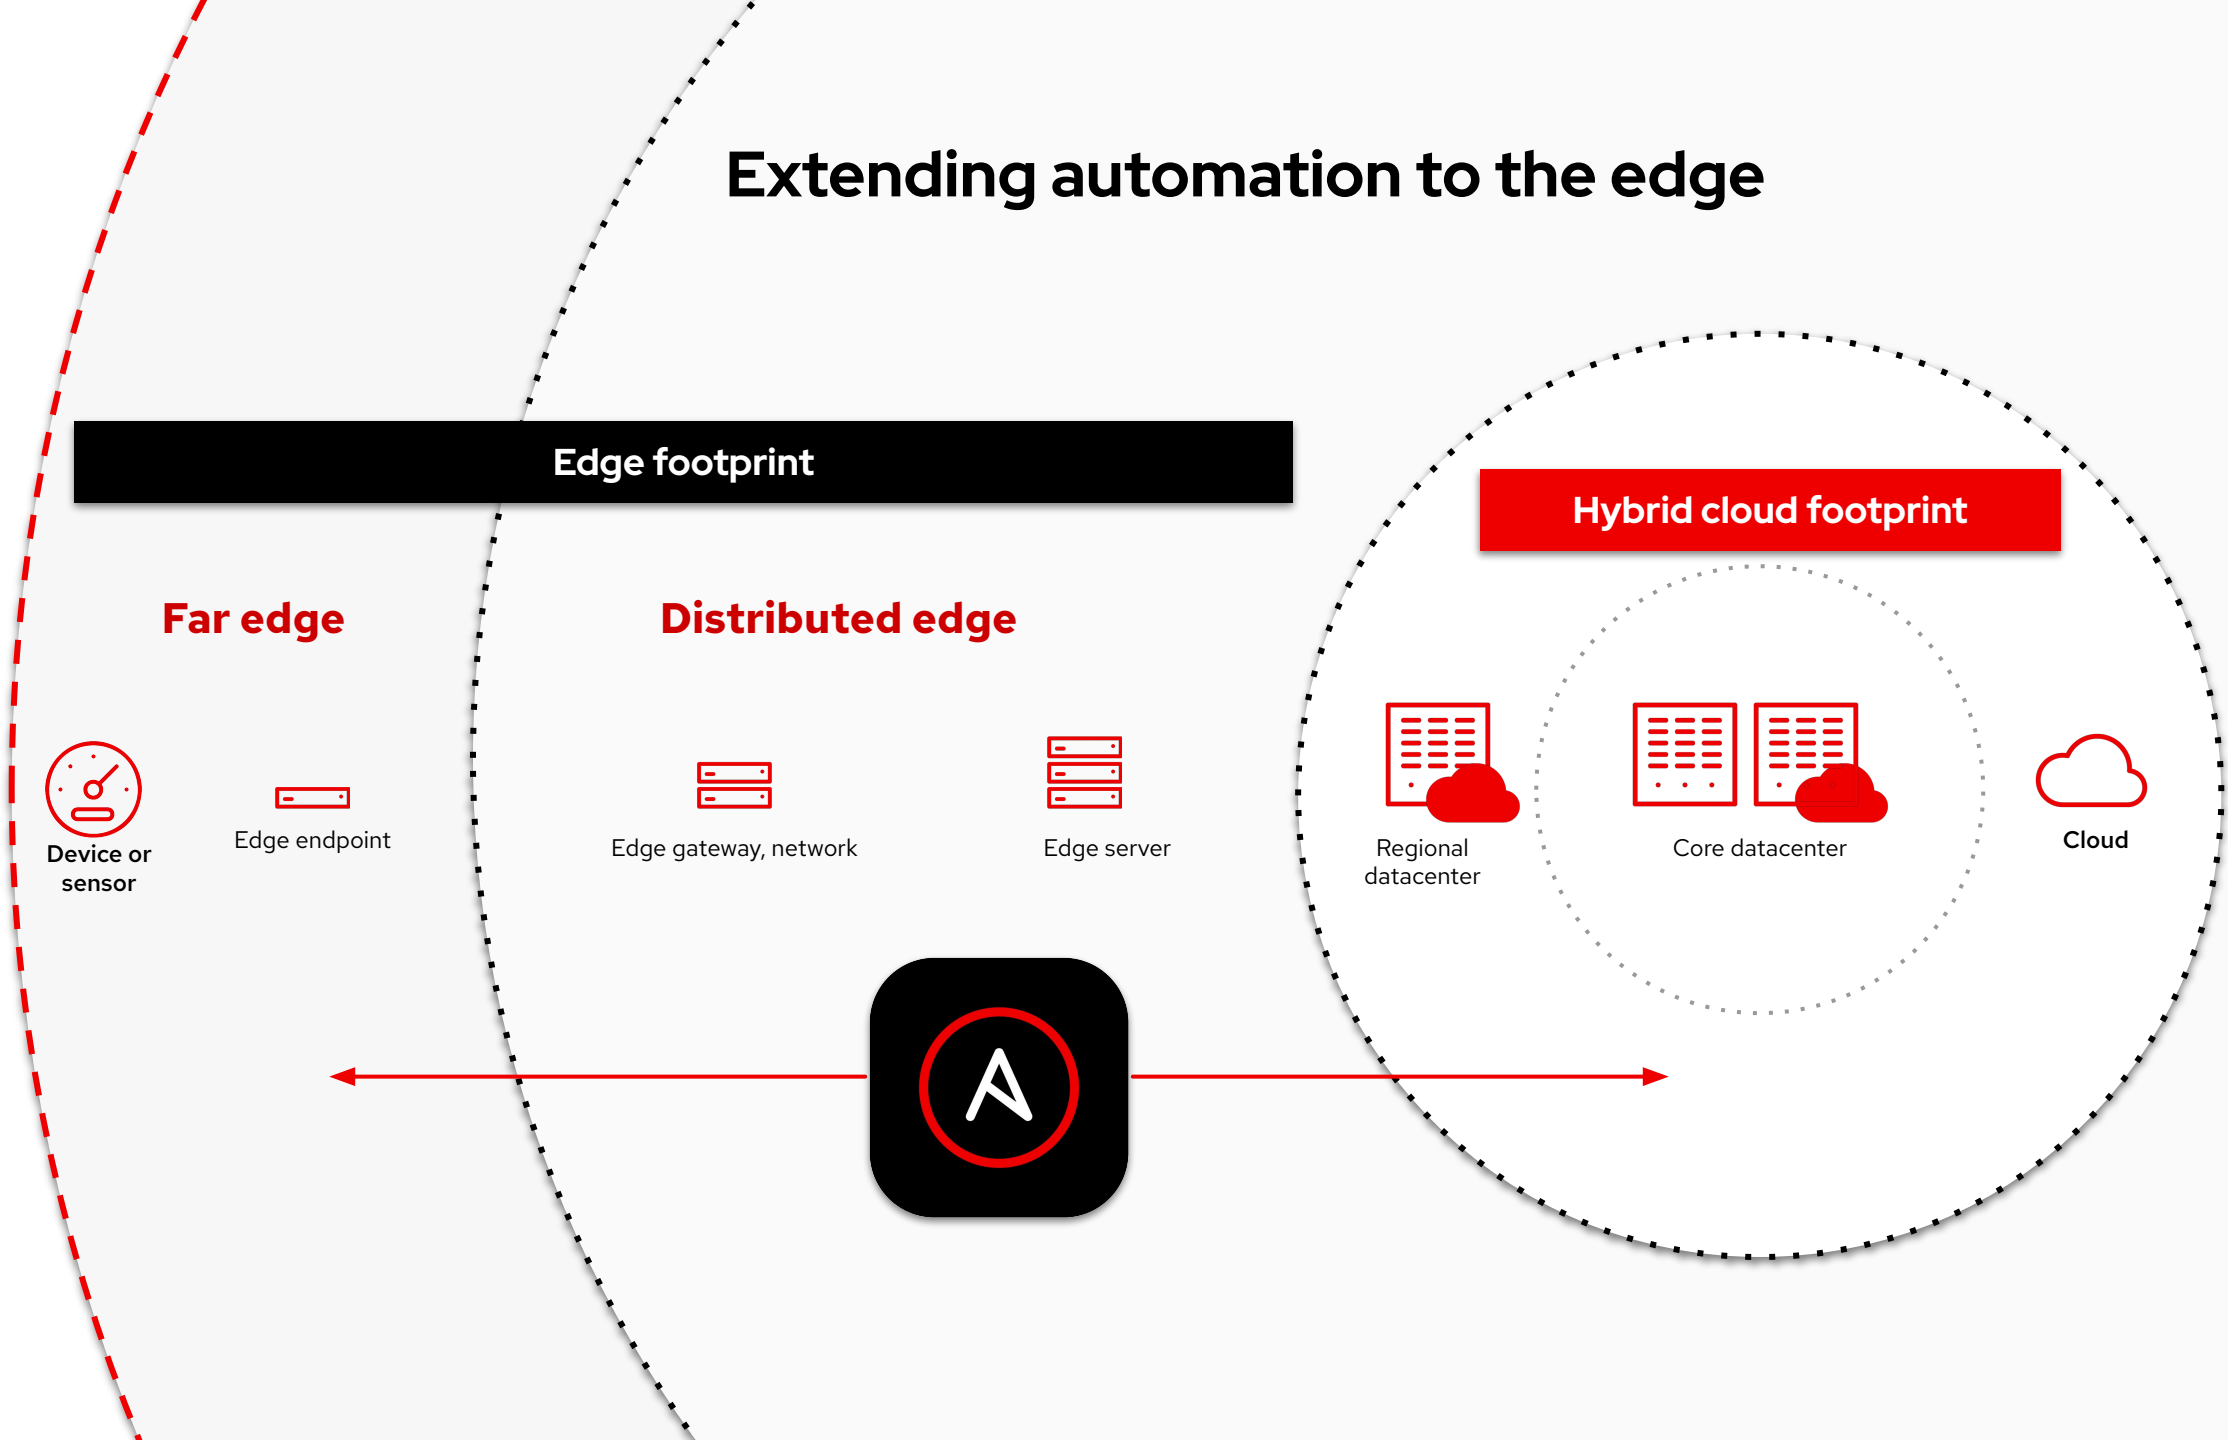 Extending automation to the edge
Edge footprint
Hybrid cloud footprint
Far edge
Distributed edge
Device or
sensor
Edge endpoint
Edge gateway, network
Edge server
Regional
datacenter
Core datacenter
Cloud